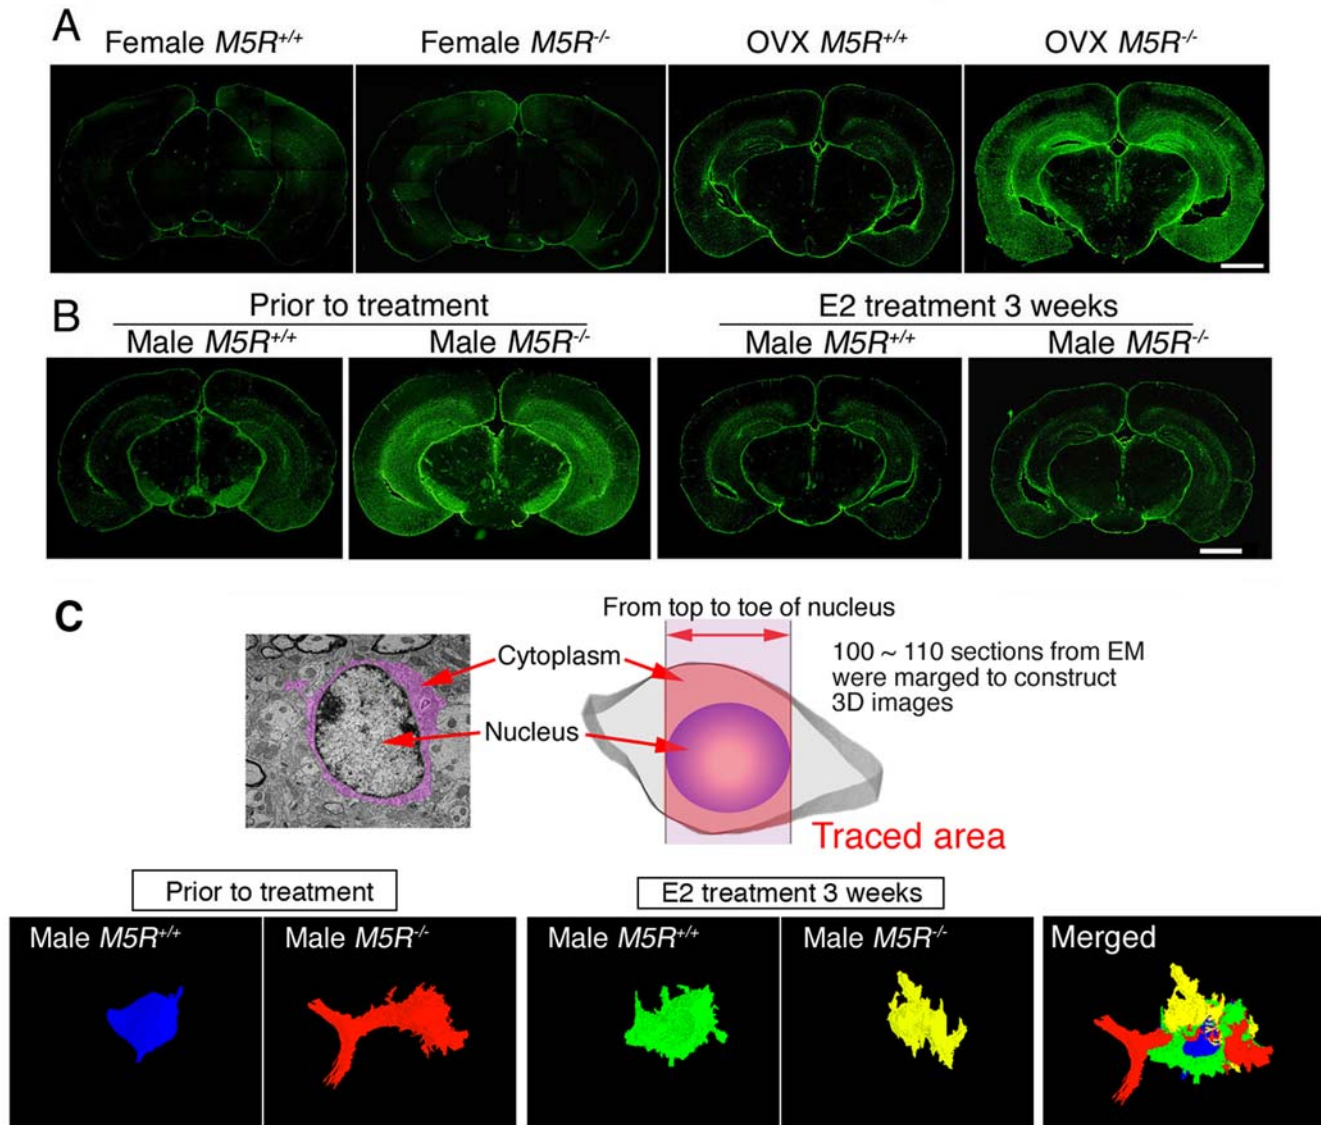 A
Female M5R+/+
Female M5R-/-
OVX M5R+/+
OVX M5R-/-
B
Prior to treatment
E2 treatment 3 weeks
Male M5R+/+
Male M5R-/-
Male M5R+/+
Male M5R-/-
C
From top to toe of nucleus
Cytoplasm
Nucleus
100 ~ 110 sections from EM
were marged to construct
3D images
Traced area
Prior to treatment
E2 treatment 3 weeks
Male M5R+/+
Male M5R-/-
Male M5R+/+
Male M5R-/-
Merged